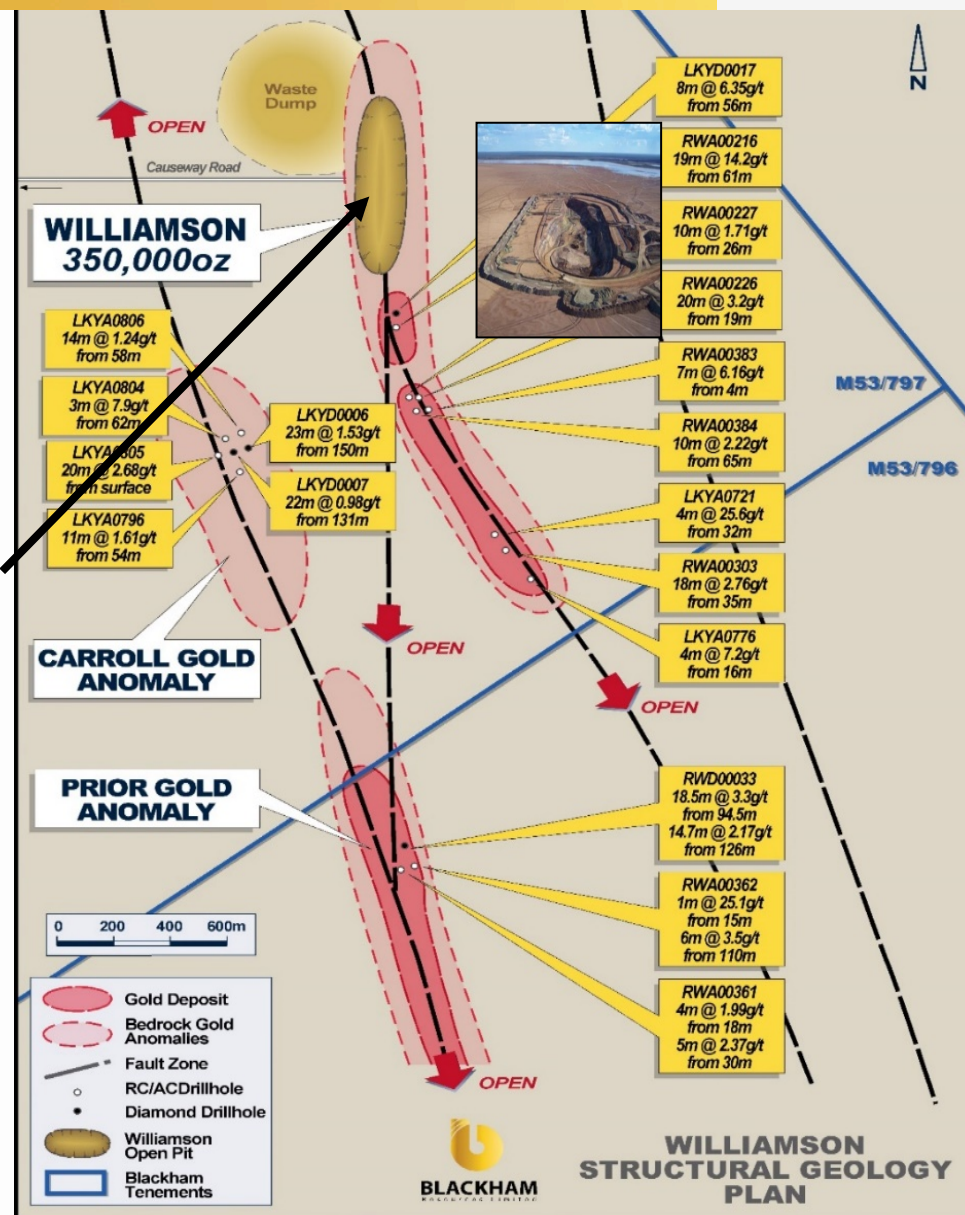 Waste
Dump
N
OPEN
Causeway Road
WILLIAMSON
350,000oz
LKYD0017
8m @ 6.35g/t
from 56m
RWA00216
19m @ 14.2g/t
from 61m
RWA00227
10m @ 1.71g/t
from 26m
RWA00226
20m @ 3.2g/t
from 19m
RWA00383
7m @ 6.16g/t
from 4m
RWA00384
10m @ 2.22g/t
from 65m
LKYA0721
4m @ 25.6g/t
from 32m
RWA00303
18m @ 2.76g/t
from 35m
LKYA0776
4m @ 7.2g/t
from 16m
M53/797
M53/796
LKYA0806
14m @ 1.24g/t
from 58m
LKYA0804
3m @ 7.9g/t
from 62m
LKYA0805
20m @ 2.68g/t
from surface
LKYA0796
11m @ 1.61g/t
from 54m
LKYD0006
23m @ 1.53g/t
from 150m
LKYD0007
22m @ 0.98g/t
from 131m
CARROLL GOLD
ANOMALY
OPEN
OPEN
PRIOR GOLD
ANOMALY
RWD00033
18.5m @ 3.3g/t
from 94.5m
14.7m @ 2.17g/t
from 126m
RWA00362
1m @ 25.1g/t
from 15m
6m @ 3.5g/t
from 110m
RWA00361
4m @ 1.99g/t
from 18m
5m @ 2.37g/t
from 30m
OPEN
0 200 400 600m
Gold Deposit
Bedrock Gold
Anomalies
Fault Zone
RC/ACDrillhole
Diamond Drillhole
Williamson
Open Pit
Blackham
Tenements
BLACKHAM
Resources Limited
WILLIAMSON
STRUCTURAL GEOLOGY
PLAN